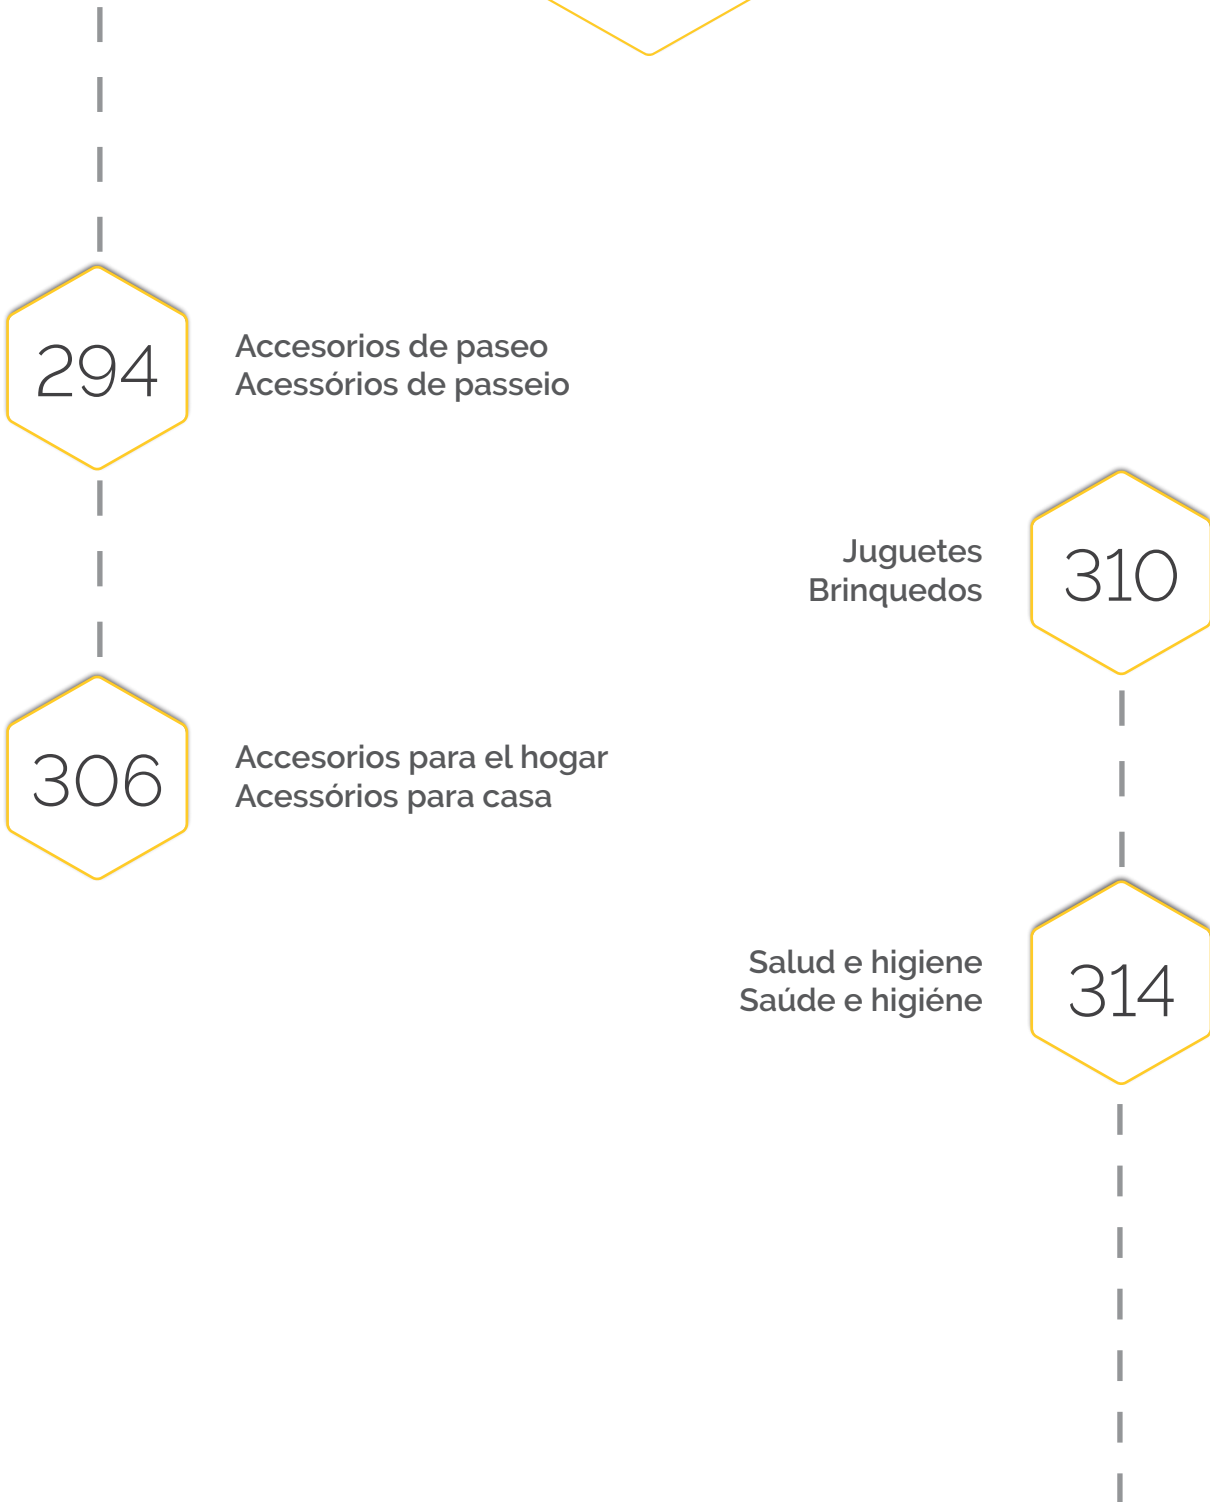 294
Accesorios de paseo
Acessórios de passeio
Juguetes
Brinquedos
310
306
Accesorios para el hogar
Acessórios para casa
Salud e higiene
Saúde e higiéne
314